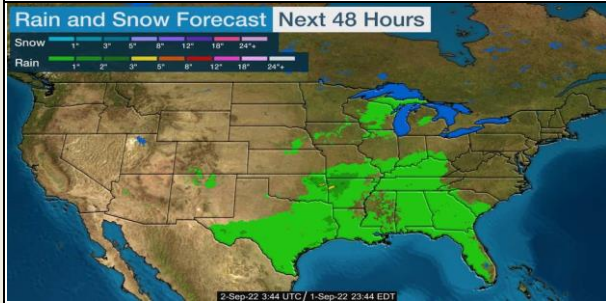 Rain and Snow Forecast Next 48 Hours
Snow
1" 3" 5" 8" 12" 18" 24"+
Rain
1" 2" 3" 5" 8" 12" 18" 24"+
2-Sep-22 3:44 UTC / 1-Sep-22 23:44 EDT